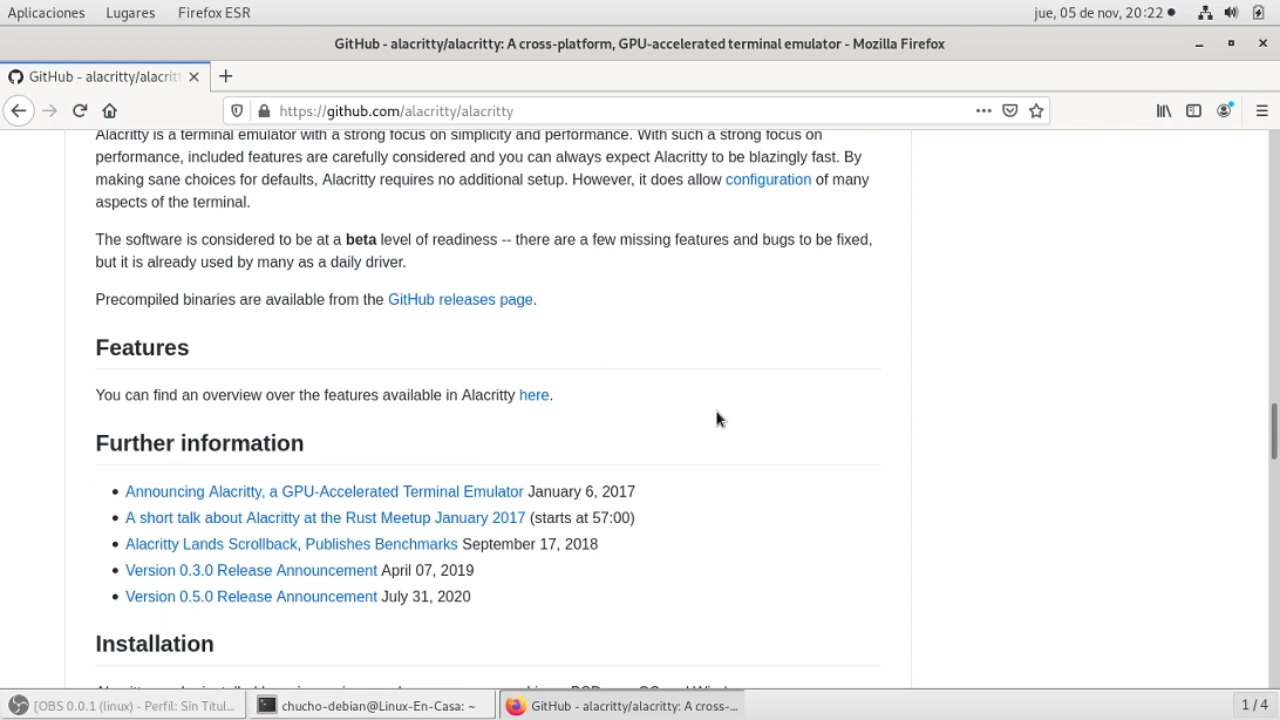 Aplicaciones Lugares Firefox ESR jue, 05 de nov, 20:22
GitHub - alacritty/alacritty: A cross-platform, GPU-accelerated terminal emulator - Mozilla Firefox
GitHub - alacritty/alacritt
https://github.com/alacritty/alacritty
Alacritty is a terminal emulator with a strong focus on simplicity and performance. With such a strong focus on
performance, included features are carefully considered and you can always expect Alacritty to be blazingly fast. By
making sane choices for defaults, Alacritty requires no additional setup. However, it does allow configuration of many
aspects of the terminal.
The software is considered to be at a beta level of readiness -- there are a few missing features and bugs to be fixed,
but it is already used by many as a daily driver.
Precompiled binaries are available from the GitHub releases page.
Features
You can find an overview over the features available in Alacritty here.
Further information
• Announcing Alacritty, a GPU-Accelerated Terminal Emulator January 6, 2017
• A short talk about Alacritty at the Rust Meetup January 2017 (starts at 57:00)
• Alacritty Lands Scrollback, Publishes Benchmarks September 17, 2018
• Version 0.3.0 Release Announcement April 07, 2019
• Version 0.5.0 Release Announcement July 31, 2020
Installation
[OBS 0.0.1 (linux) - Perfil: Sin Títul... chucho-debian@Linux-En-Casa: ~ GitHub - alacritty/alacritty: A cross-... 1 / 4